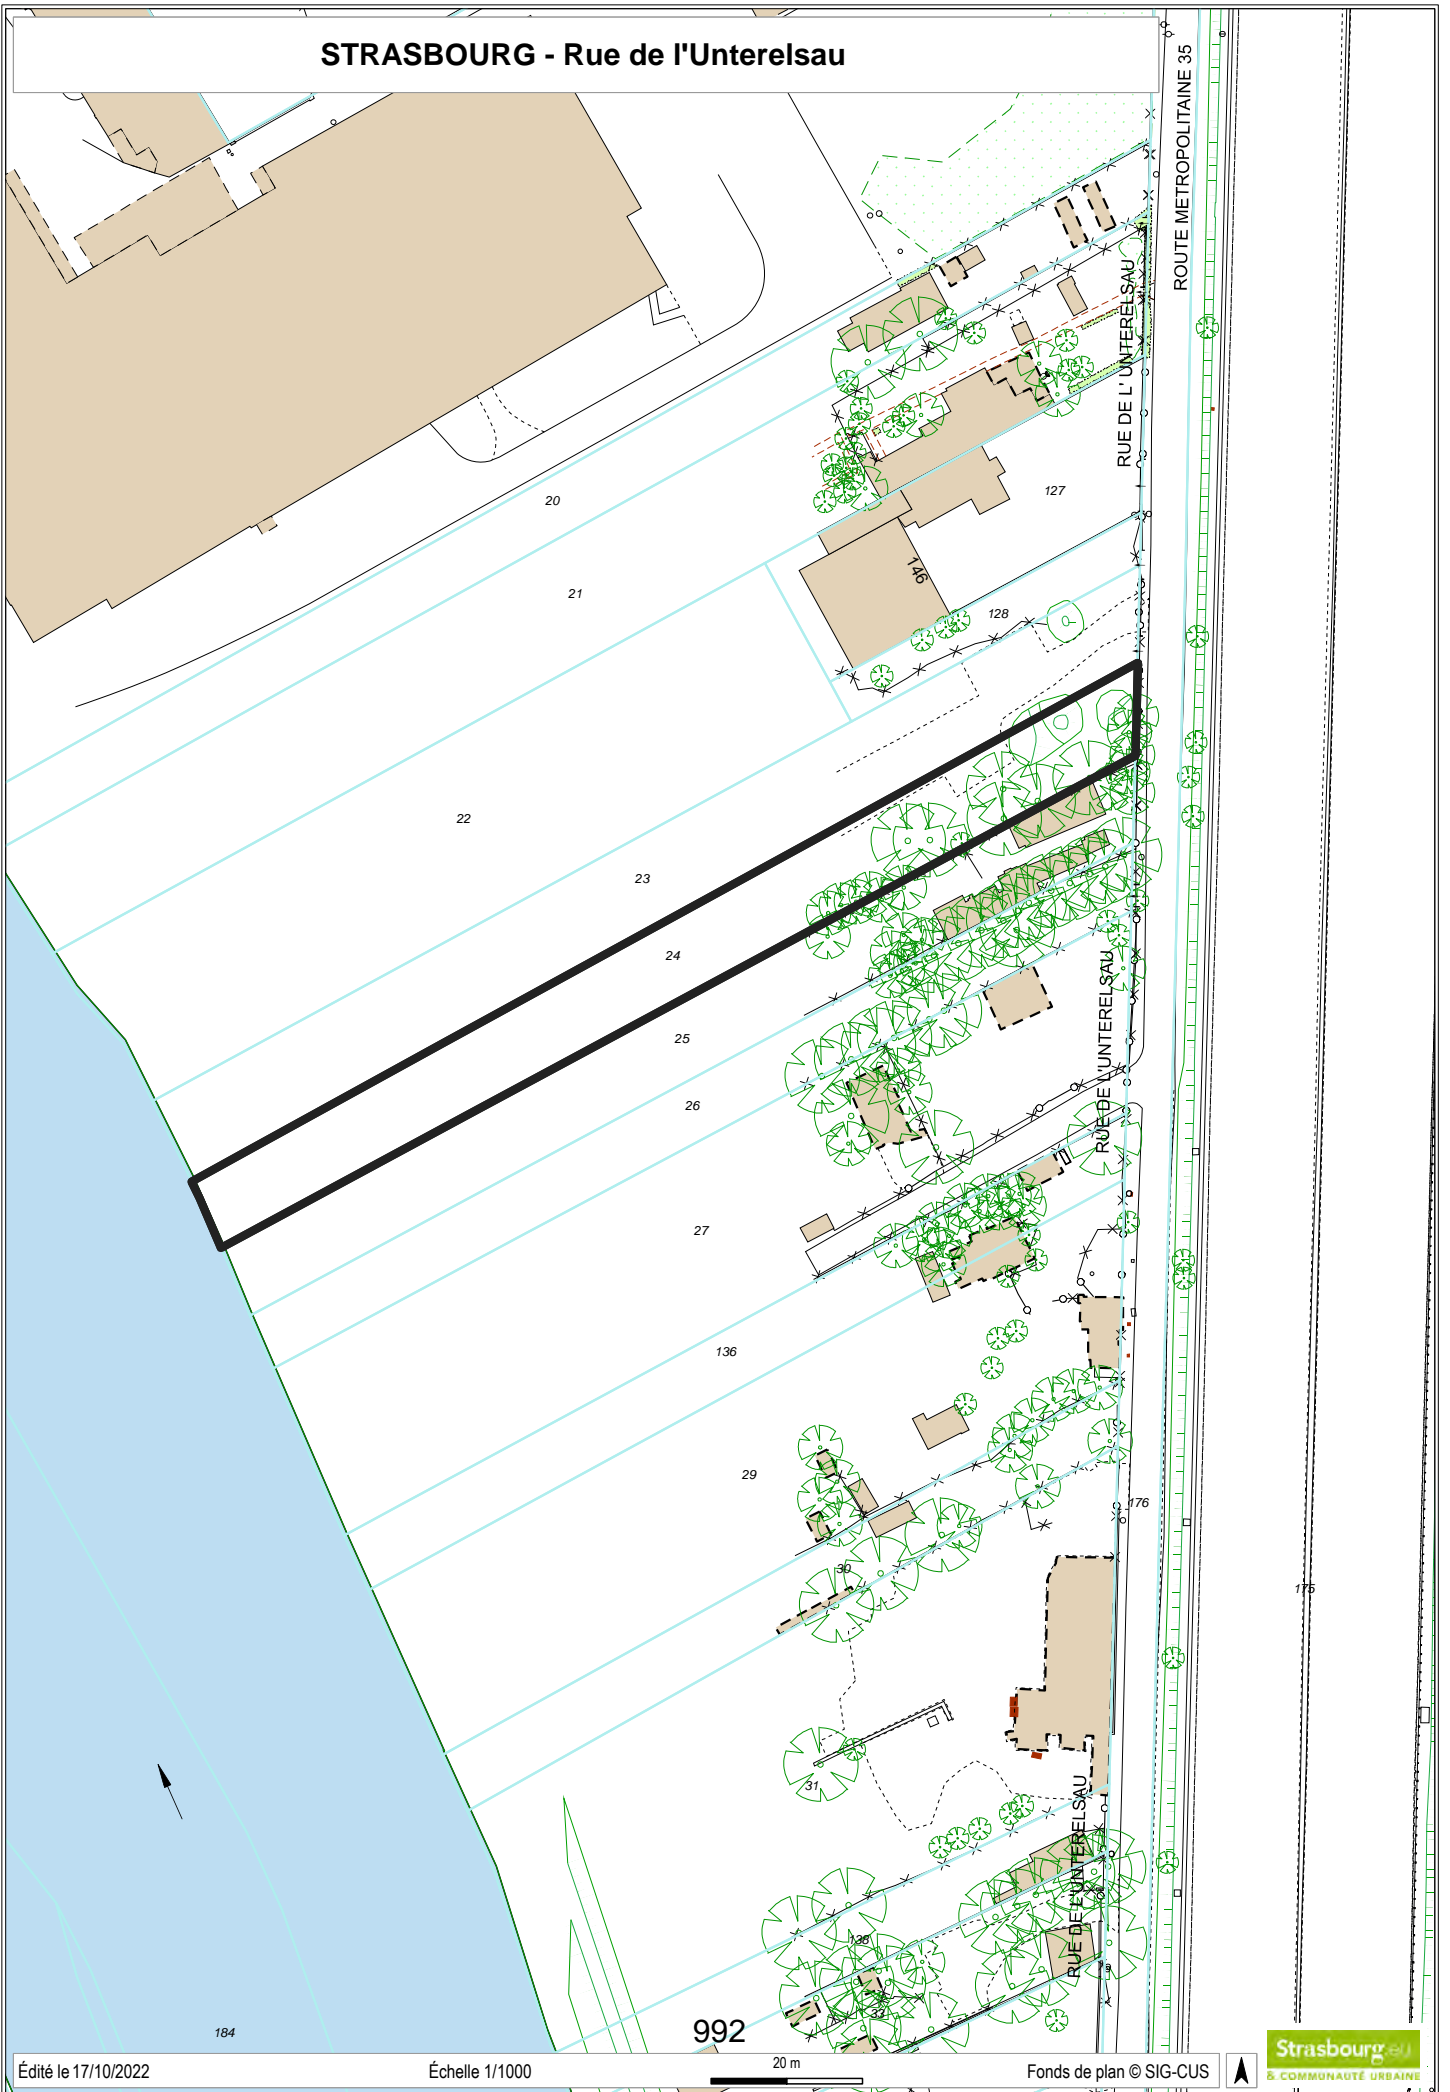 STRASBOURG - Rue de l'Unterelsau
ROUTE METROPOLITAINE 35
RUE DE L' UNTERELSAU
20
127
146
21
128
22
23
24
RUE DE L'UNTERELSAU
25
26
27
136
29
176
30
175
31
RUE DE L'UNTERELSAU
138
33
184
992
Édité le 17/10/2022
Échelle 1/1000
20 m
Fonds de plan © SIG-CUS
Strasbourg.eu
& COMMUNAUTÉ URBAINE